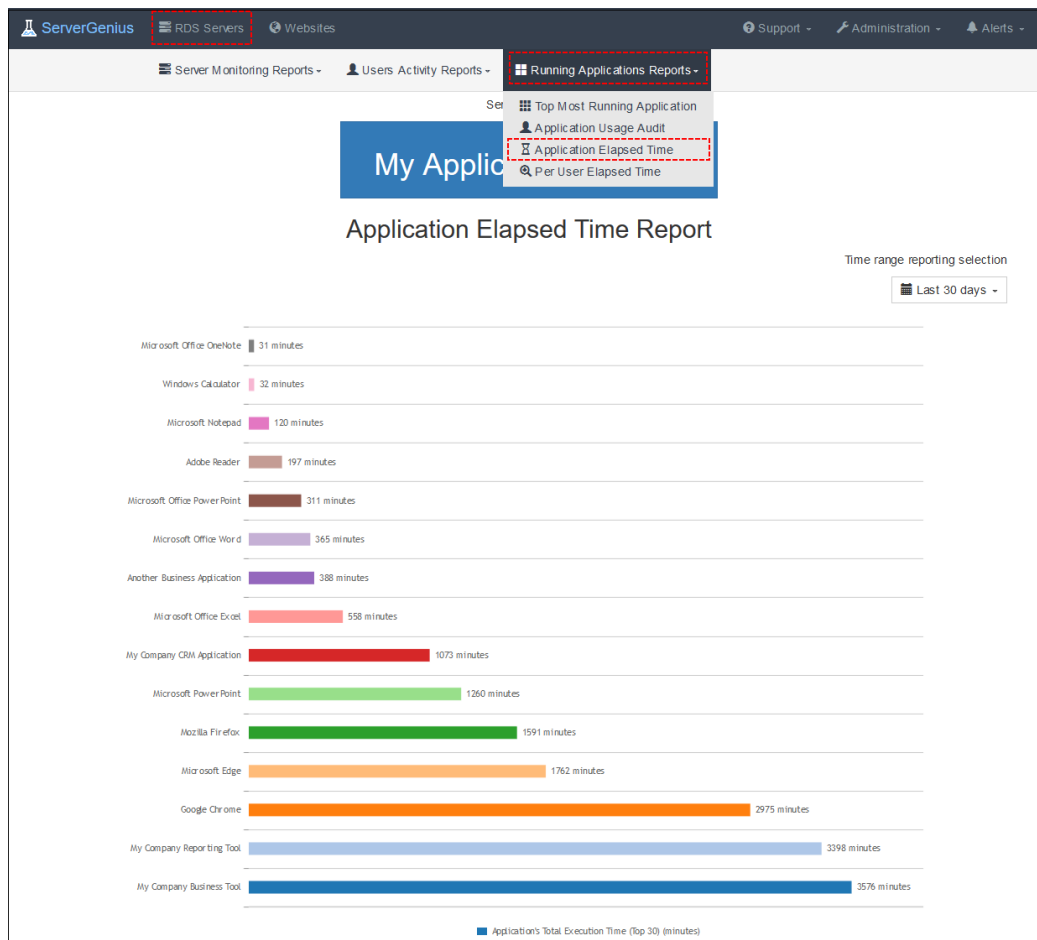 ServerGenius RDS Servers Websites Support Administration Alerts
Server Monitoring Reports Users Activity Reports Running Applications Reports
Top Most Running Application
Application Usage Audit
Application Elapsed Time
Per User Elapsed Time
My Applic
Application Elapsed Time Report
Time range reporting selection
Last 30 days
Microsoft Office OneNote 31 minutes
Windows Calculator 32 minutes
Microsoft Notepad 120 minutes
Adobe Reader 197 minutes
Microsoft Office PowerPoint 311 minutes
Microsoft Office Word 365 minutes
Another Business Application 388 minutes
Microsoft Office Excel 558 minutes
My Company CRM Application 1073 minutes
Microsoft PowerPoint 1260 minutes
Mozilla Firefox 1591 minutes
Microsoft Edge 1762 minutes
Google Chrome 2975 minutes
My Company Reporting Tool 3398 minutes
My Company Business Tool 3576 minutes
Application's Total Execution Time (Top 30) (minutes)